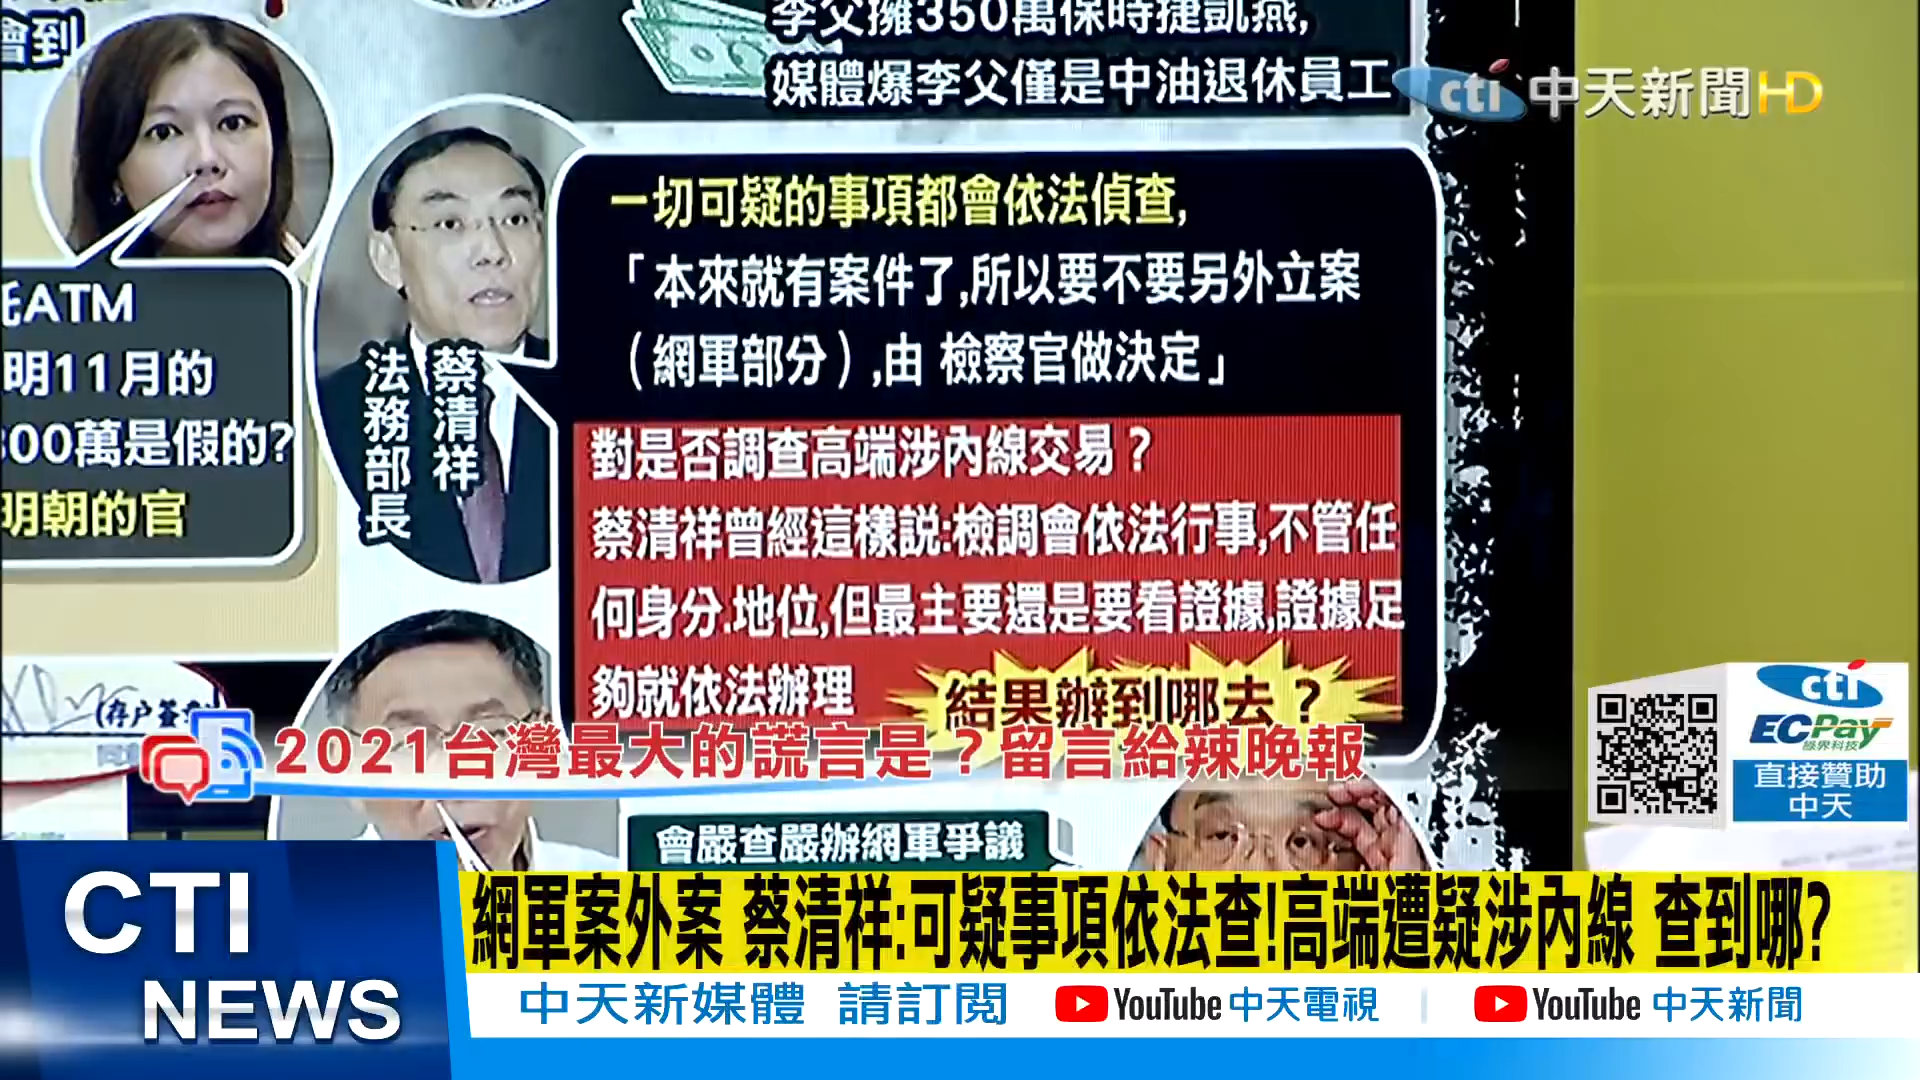 李父擁350萬保時捷凱燕,
媒體爆李父僅是中油退休員工
cti 中天新聞HD
會到
一切可疑的事項都會依法偵查,
「本來就有案件了,所以要不要另外立案
(網軍部分),由 檢察官做決定」
ATM
明11月的
300萬是假的?
明朝的官
蔡清祥
法務部長
對是否調查高端涉內線交易?
蔡清祥曾經這樣説:檢調會依法行事,不管任
何身分.地位,但最主要還是要看證據,證據足
夠就依法辦理
結果辦到哪去?
(存户簽
2021台灣最大的謊言是?留言給辣晚報
cti
ECPay
綠界科技
直接贊助
中天
會嚴查嚴辦網軍爭議
CTI
NEWS
網軍案外案 蔡清祥:可疑事項依法查!高端遭疑涉內線 查到哪?
中天新媒體 請訂閱 YouTube 中天電視 | YouTube 中天新聞